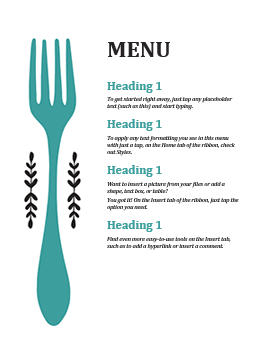 MENU
Heading 1
To get started right away, just tap any placeholder
text (such as this) and start typing.
Heading 1
To apply any text formatting you see in this menu
with just a tap, on the Home tab of the ribbon, check
out Styles.
Heading 1
Want to insert a picture from your files or add a
shape, text box, or table?
You got it! On the Insert tab of the ribbon, just tap the
option you need.
Heading 1
Find even more easy-to-use tools on the Insert tab,
such as to add a hyperlink or insert a comment.